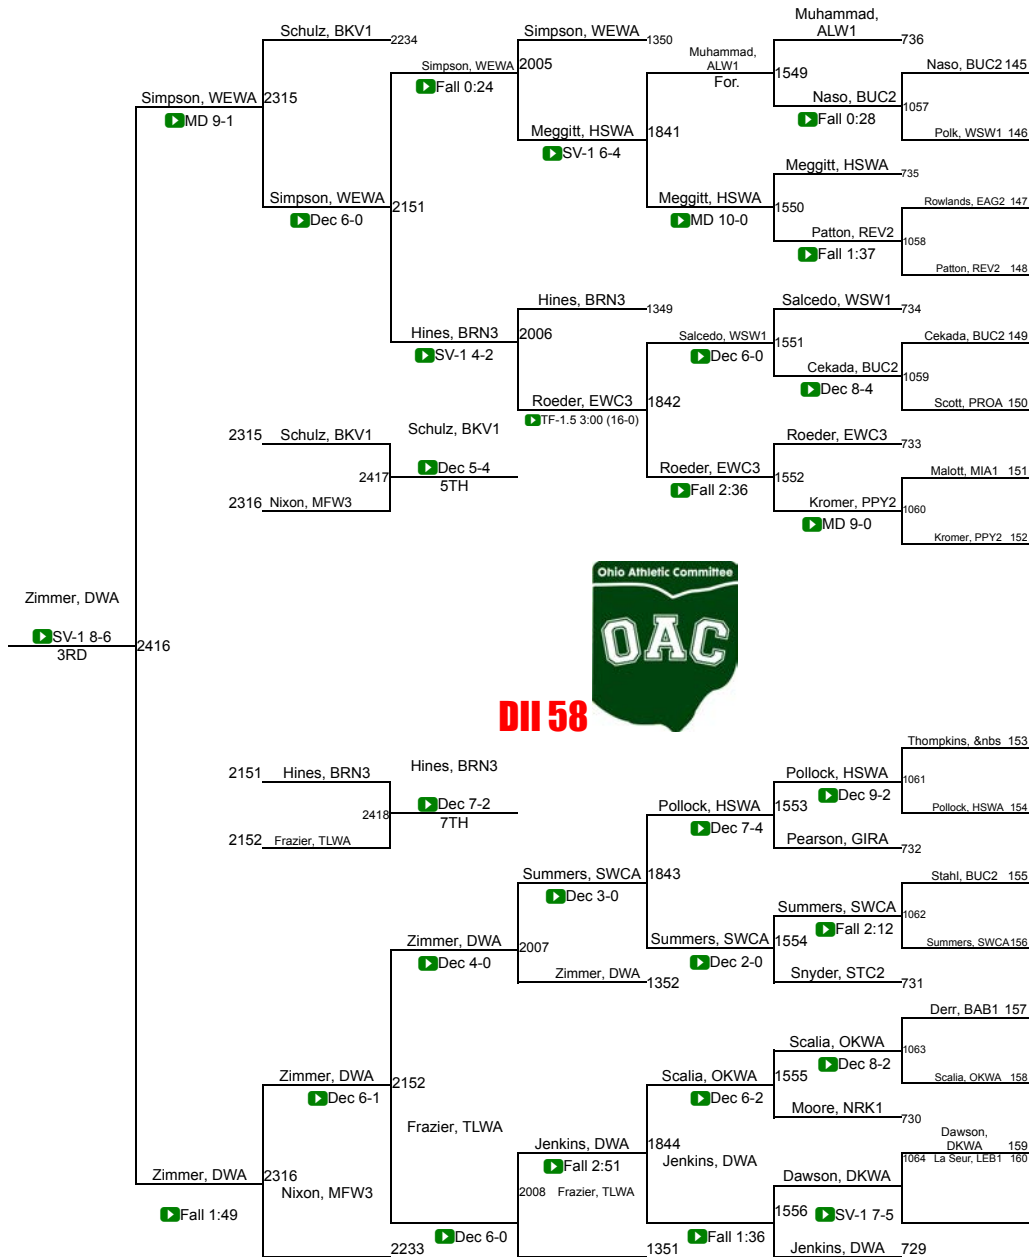 Muhammad,
ALW1
736
Schulz, BKV1
2234
Simpson, WEWA
1350
Muhammad,
ALW1
For.
1549
Naso, BUC2 145
Simpson, WEWA
2005
Fall 0:24
Simpson, WEWA
2315
MD 9-1
Naso, BUC2
1057
Fall 0:28
Meggitt, HSWA
1841
SV-1 6-4
Polk, WSW1 146
Meggitt, HSWA
735
Simpson, WEWA
2151
Dec 6-0
Meggitt, HSWA
1550
MD 10-0
Rowlands, EAG2 147
Patton, REV2
1058
Fall 1:37
Patton, REV2 148
Hines, BRN3
1349
Salcedo, WSW1
734
Hines, BRN3
2006
SV-1 4-2
Salcedo, WSW1
1551
Dec 6-0
Cekada, BUC2 149
Cekada, BUC2
1059
Dec 8-4
Roeder, EWC3
1842
TF-1.5 3:00 (16-0)
Scott, PROA 150
2315 Schulz, BKV1
Schulz, BKV1
Roeder, EWC3
733
2417
Dec 5-4
5TH
Roeder, EWC3
1552
Fall 2:36
Malott, MIA1 151
2316 Nixon, MFW3
Kromer, PPY2
1060
MD 9-0
Kromer, PPY2 152
Ohio Athletic Committee
OAC
Zimmer, DWA
SV-1 8-6
3RD
2416
DII 58
Thompkins, &nbs 153
2151 Hines, BRN3
Hines, BRN3
Pollock, HSWA
1061
Dec 9-2
2418
Dec 7-2
7TH
Pollock, HSWA
1553
Dec 7-4
Pollock, HSWA 154
2152 Frazier, TLWA
Pearson, GIRA
732
Summers, SWCA
1843
Dec 3-0
Stahl, BUC2 155
Summers, SWCA
1062
Fall 2:12
Zimmer, DWA
2007
Dec 4-0
Summers, SWCA
1554
Dec 2-0
Summers, SWCA 156
Zimmer, DWA
1352
Snyder, STC2
731
Derr, BAB1 157
Scalia, OKWA
1063
Dec 8-2
Zimmer, DWA
2152
Dec 6-1
Scalia, OKWA
1555
Dec 6-2
Scalia, OKWA 158
Moore, NRK1
730
Frazier, TLWA
Jenkins, DWA
1844
Fall 2:51
Jenkins, DWA
Dawson,
DKWA 159
1064 La Seur, LEB1 160
Zimmer, DWA
2316
Fall 1:49
Nixon, MFW3
2008 Frazier, TLWA
Dawson, DKWA
1556
SV-1 7-5
2233
Dec 6-0
1351
Fall 1:36
Jenkins, DWA
729